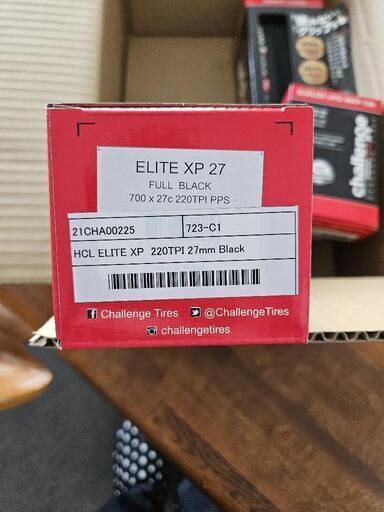 ELITE XP 27
FULL BLACK
700 x 27c 220TPI PPS
21CHA00225
723-C1
HCL ELITE XP 220TPI 27mm Black
Challenge Tires
@ChallengeTires
challengetires
challenge